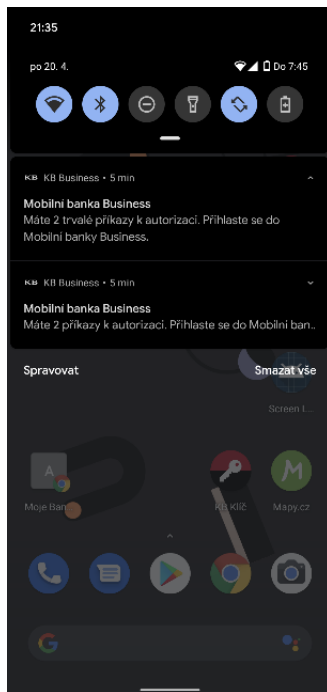 21:35
po 20. 4.
Do 7:45
KB KB Business • 5 min
Mobilní banka Business
Máte 2 trvalé příkazy k autorizaci. Přihlaste se do
Mobilní banky Business.
KB KB Business • 5 min
Mobilní banka Business
Máte 2 příkazy k autorizaci. Přihlaste se do Mobilní ban..
Spravovat
Smazat vše
Screen I...
A
Moje Ban
KB Klíč
Mapy.cz
G